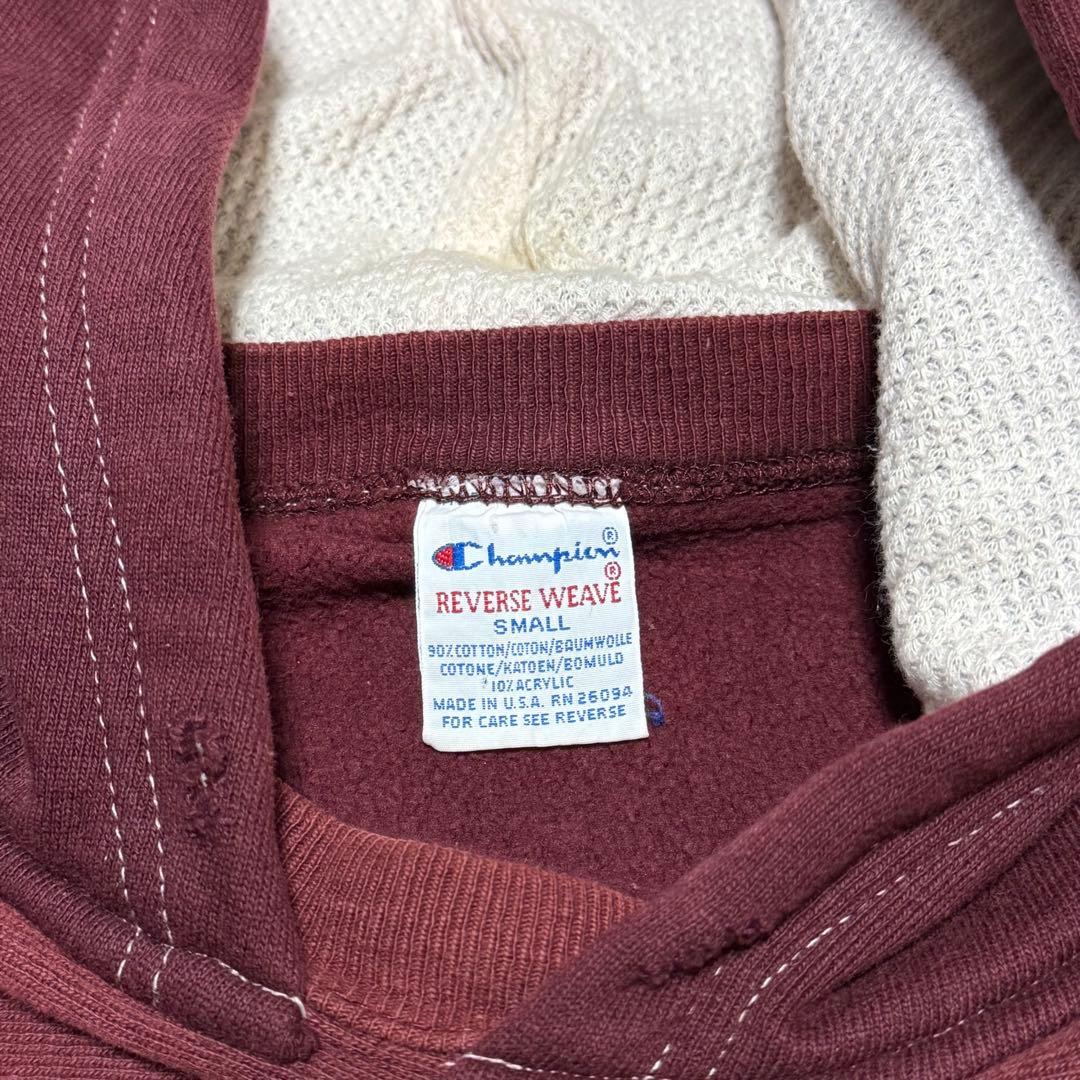 Champion®
REVERSE WEAVE®
SMALL
90% COTTON/COTON/BAUMWOLLE
COTONE/KATOEN/BOMULD
10% ACRYLIC
MADE IN U.S.A. RN 26094
FOR CARE SEE REVERSE